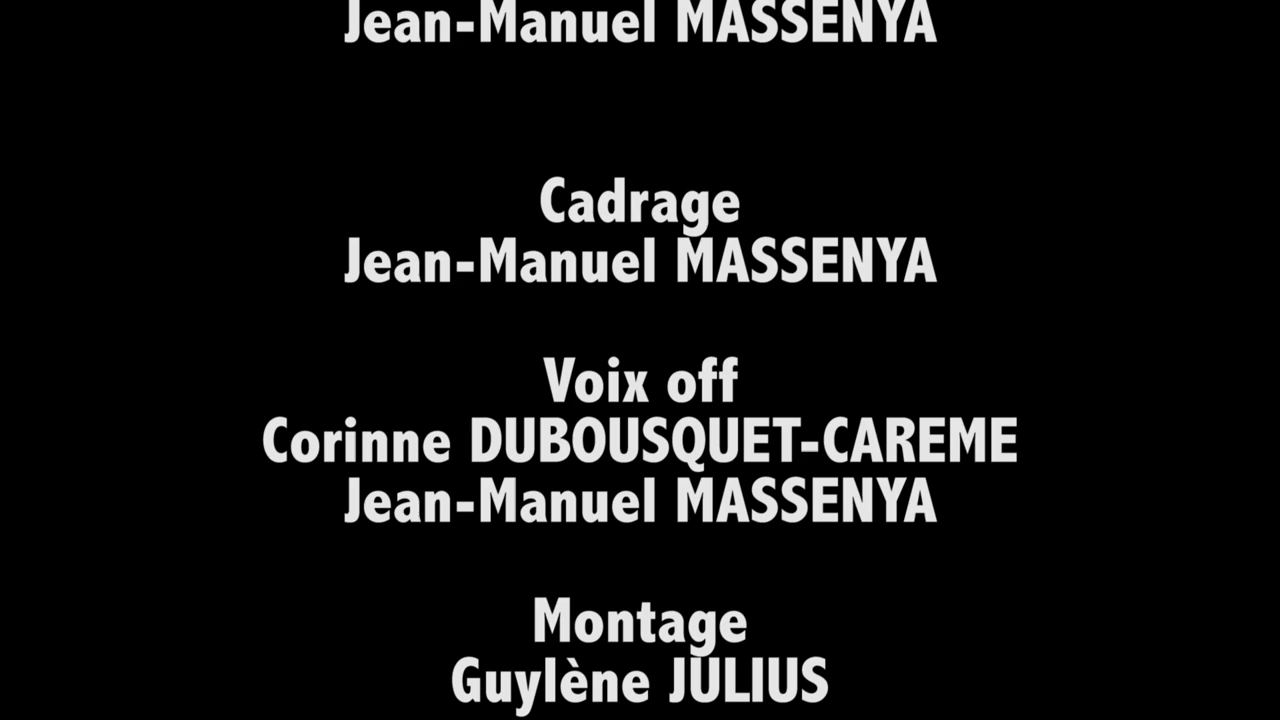 Jean-Manuel MASSENYA
Cadrage
Jean-Manuel MASSENYA
Voix off
Corinne DUBOUSQUET-CAREME
Jean-Manuel MASSENYA
Montage
Guylène JULIUS